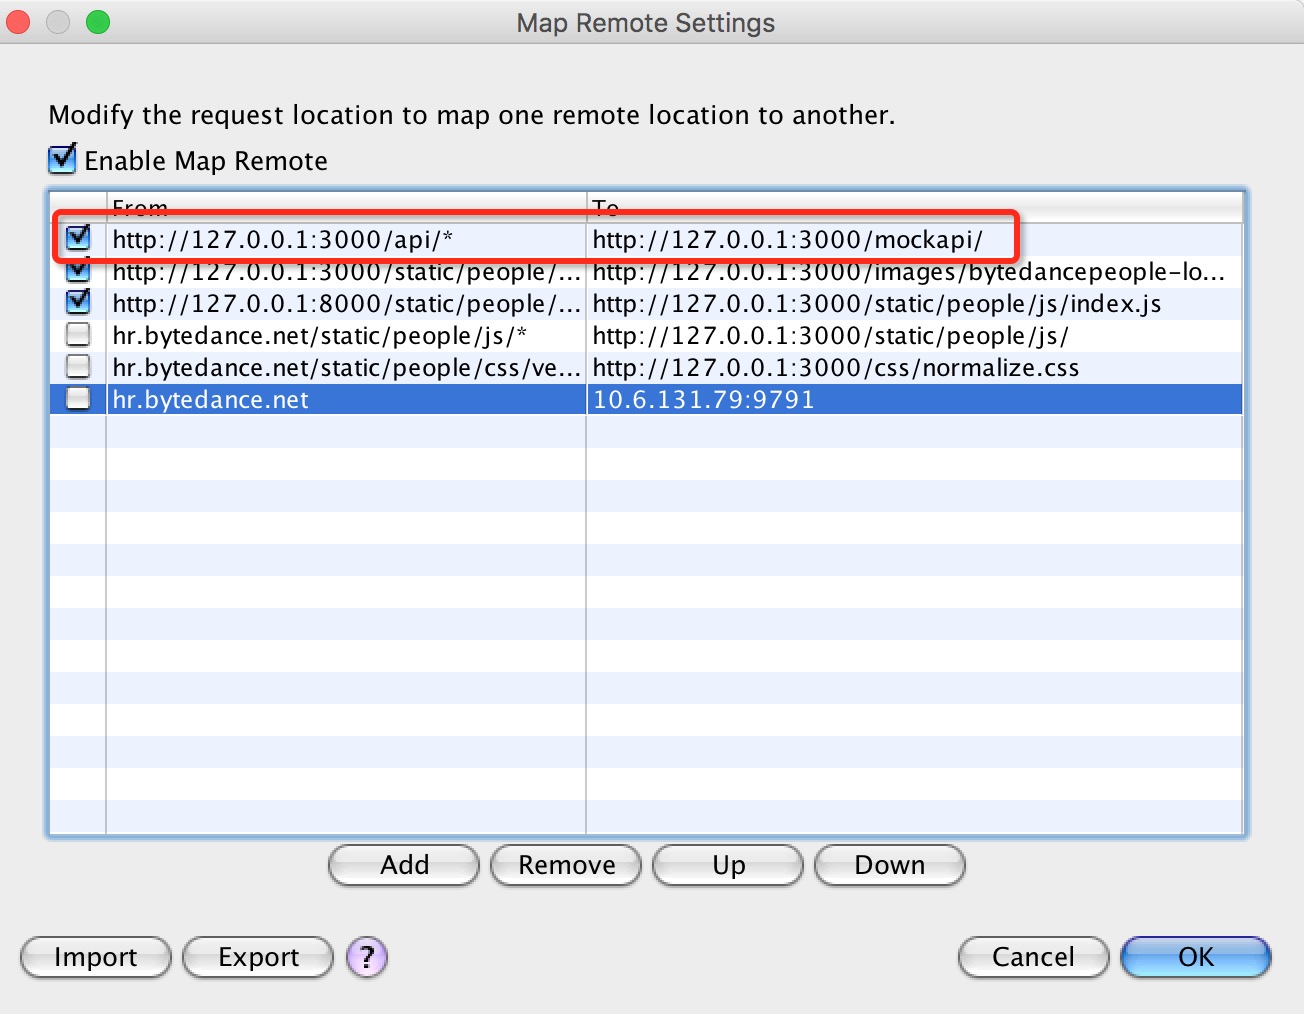 Map Remote Settings
Modify the request location to map one remote location to another.
Enable Map Remote
From To
http://127.0.0.1:3000/api/* http://127.0.0.1:3000/mockapi/
http://127.0.0.1:3000/static/people/... http://127.0.0.1:3000/images/bytedancepeople-lo...
http://127.0.0.1:8000/static/people/... http://127.0.0.1:3000/static/people/js/index.js
hr.bytedance.net/static/people/js/* http://127.0.0.1:3000/static/people/js/
hr.bytedance.net/static/people/css/ve... http://127.0.0.1:3000/css/normalize.css
hr.bytedance.net 10.6.131.79:9791
Add Remove Up Down
Import Export ? Cancel OK